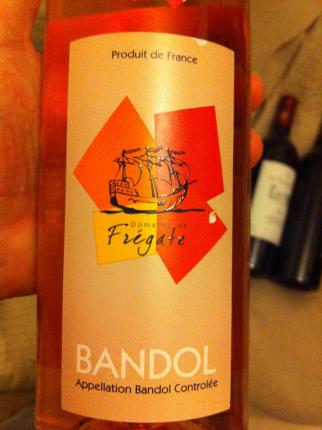 Produit de France
Domaine de
Frégate
BANDOL
Appellation Bandol Controlée